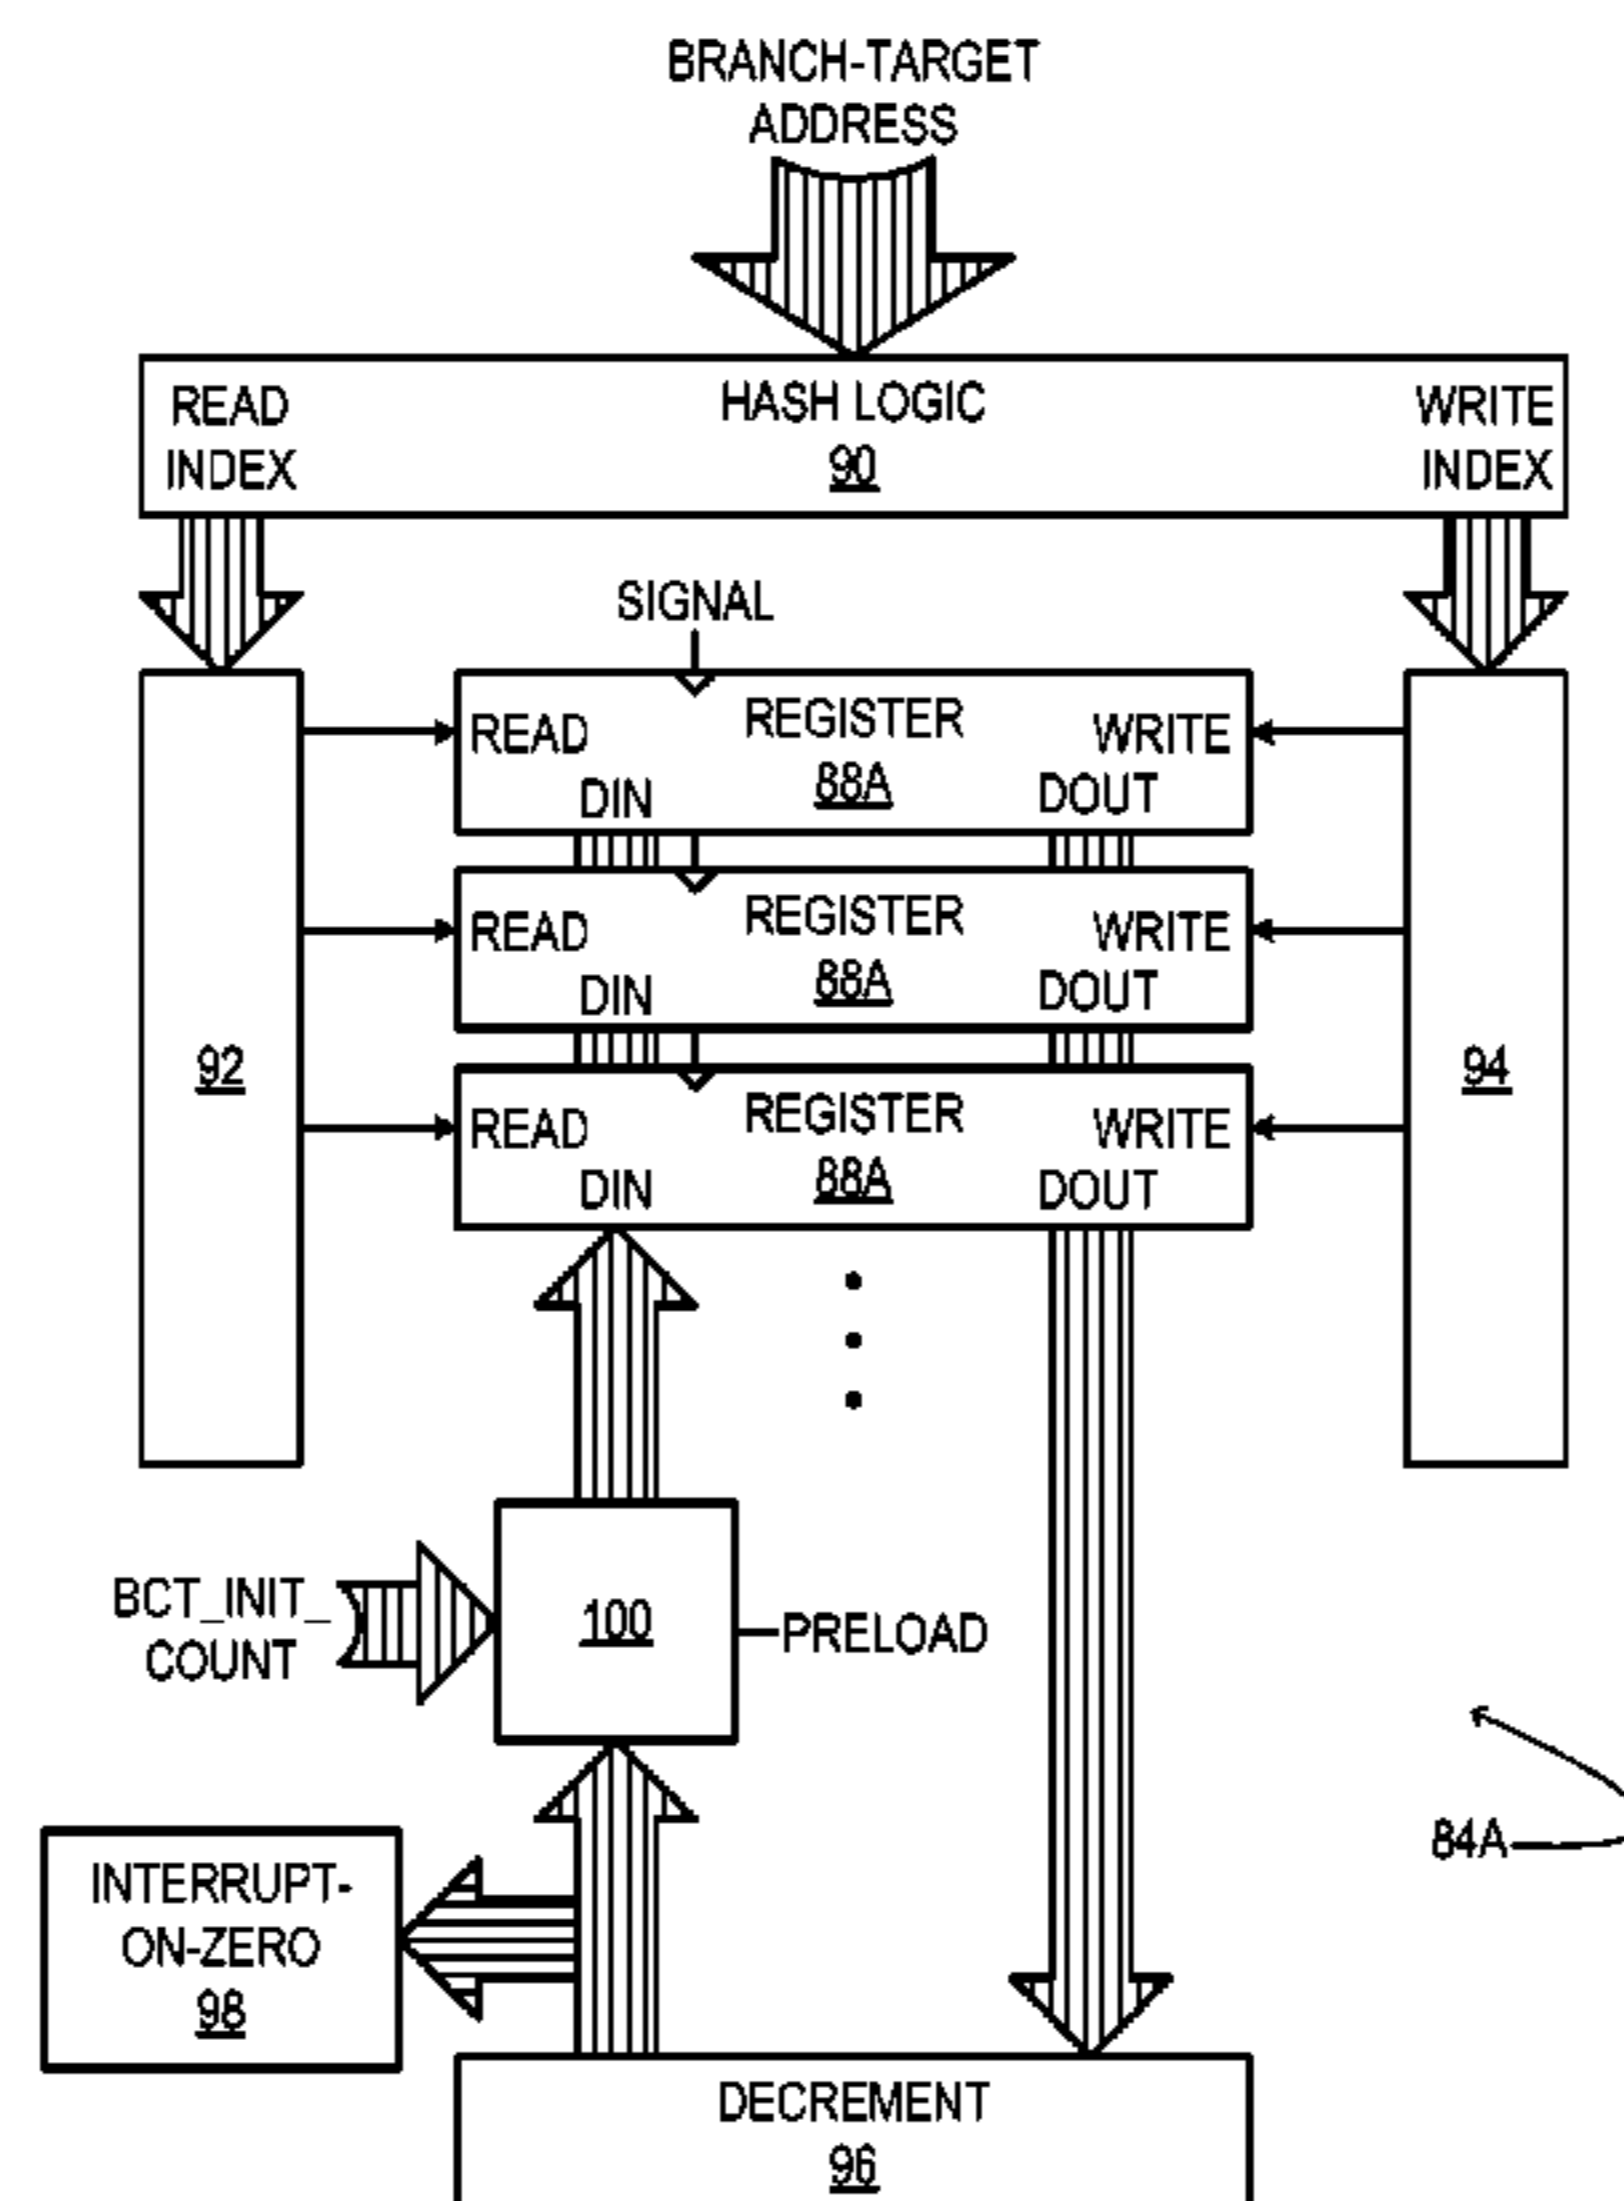 BRANCH-TARGET
ADDRESS
READ
INDEX
HASH LOGIC
90
WRITE
INDEX
SIGNAL
READ
REGISTER
WRITE
DIN
88A
DOUT
READ
REGISTER
WRITE
DIN
88A
DOUT
92
94
READ
REGISTER
WRITE
DIN
88A
DOUT
BCT_INIT_
COUNT
100
PRELOAD
84A
INTERRUPT-
ON-ZERO
98
DECREMENT
96